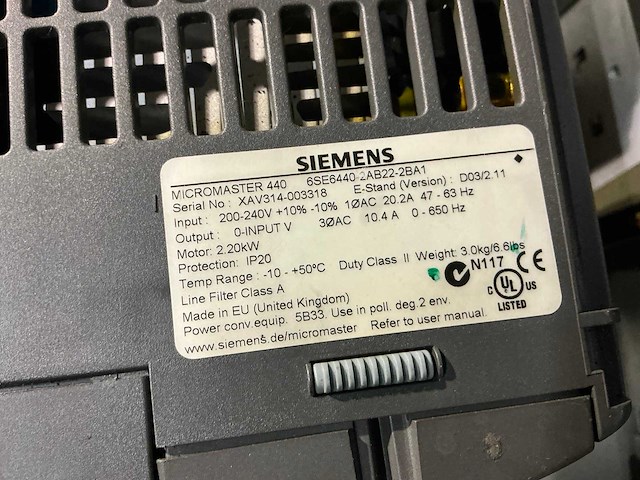 SIEMENS
MICROMASTER 440 6SE6440-2AB22-2BA1
Serial No : XAV314-003318 E-Stand (Version) : D03/2.11
Input : 200-240V +10% -10% 1ØAC 20.2A 47 - 63 Hz
Output : 0-INPUT V 3ØAC 10.4 A 0 - 650 Hz
Motor: 2.20kW
Protection: IP20
Temp Range : -10 - +50°C Duty Class II Weight: 3.0kg/6.6lbs
Line Filter Class A
N117 CE
Made in EU (United Kingdom)
C UL US
LISTED
Power conv.equip. 5B33. Use in poll. deg.2 env.
www.siemens.de/micromaster Refer to user manual.